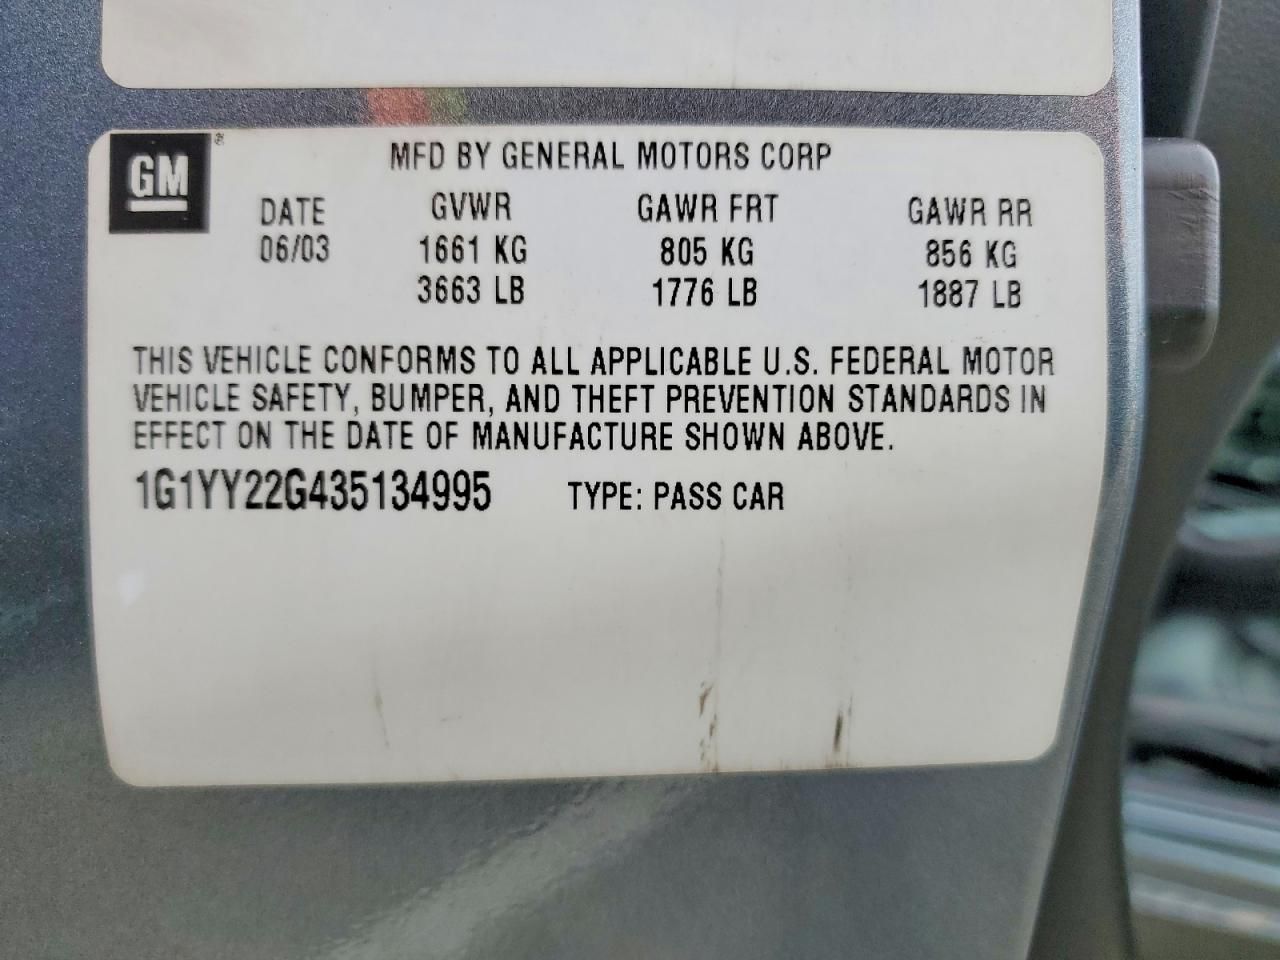 GM ®
MFD BY GENERAL MOTORS CORP
DATE GVWR GAWR FRT GAWR RR
06/03 1661 KG 805 KG 856 KG
3663 LB 1776 LB 1887 LB
THIS VEHICLE CONFORMS TO ALL APPLICABLE U.S. FEDERAL MOTOR
VEHICLE SAFETY, BUMPER, AND THEFT PREVENTION STANDARDS IN
EFFECT ON THE DATE OF MANUFACTURE SHOWN ABOVE.
1G1YY22G435134995 TYPE: PASS CAR